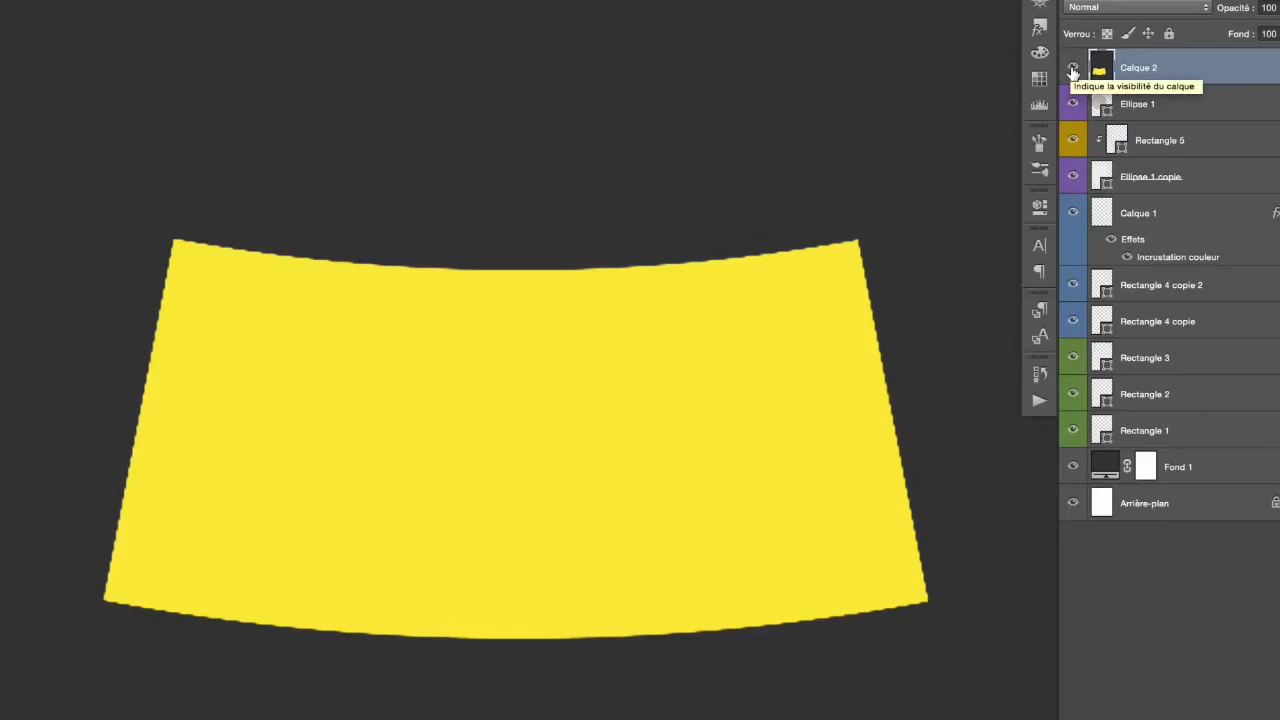 Normal Opacité : 100
Verrou : Fond : 100
Calque 2
Indique la visibilité du calque
Ellipse 1
Rectangle 5
Ellipse 1 copie
Calque 1
Effets
Incrustation couleur
Rectangle 4 copie 2
Rectangle 4 copie
Rectangle 3
Rectangle 2
Rectangle 1
Fond 1
Arrière-plan